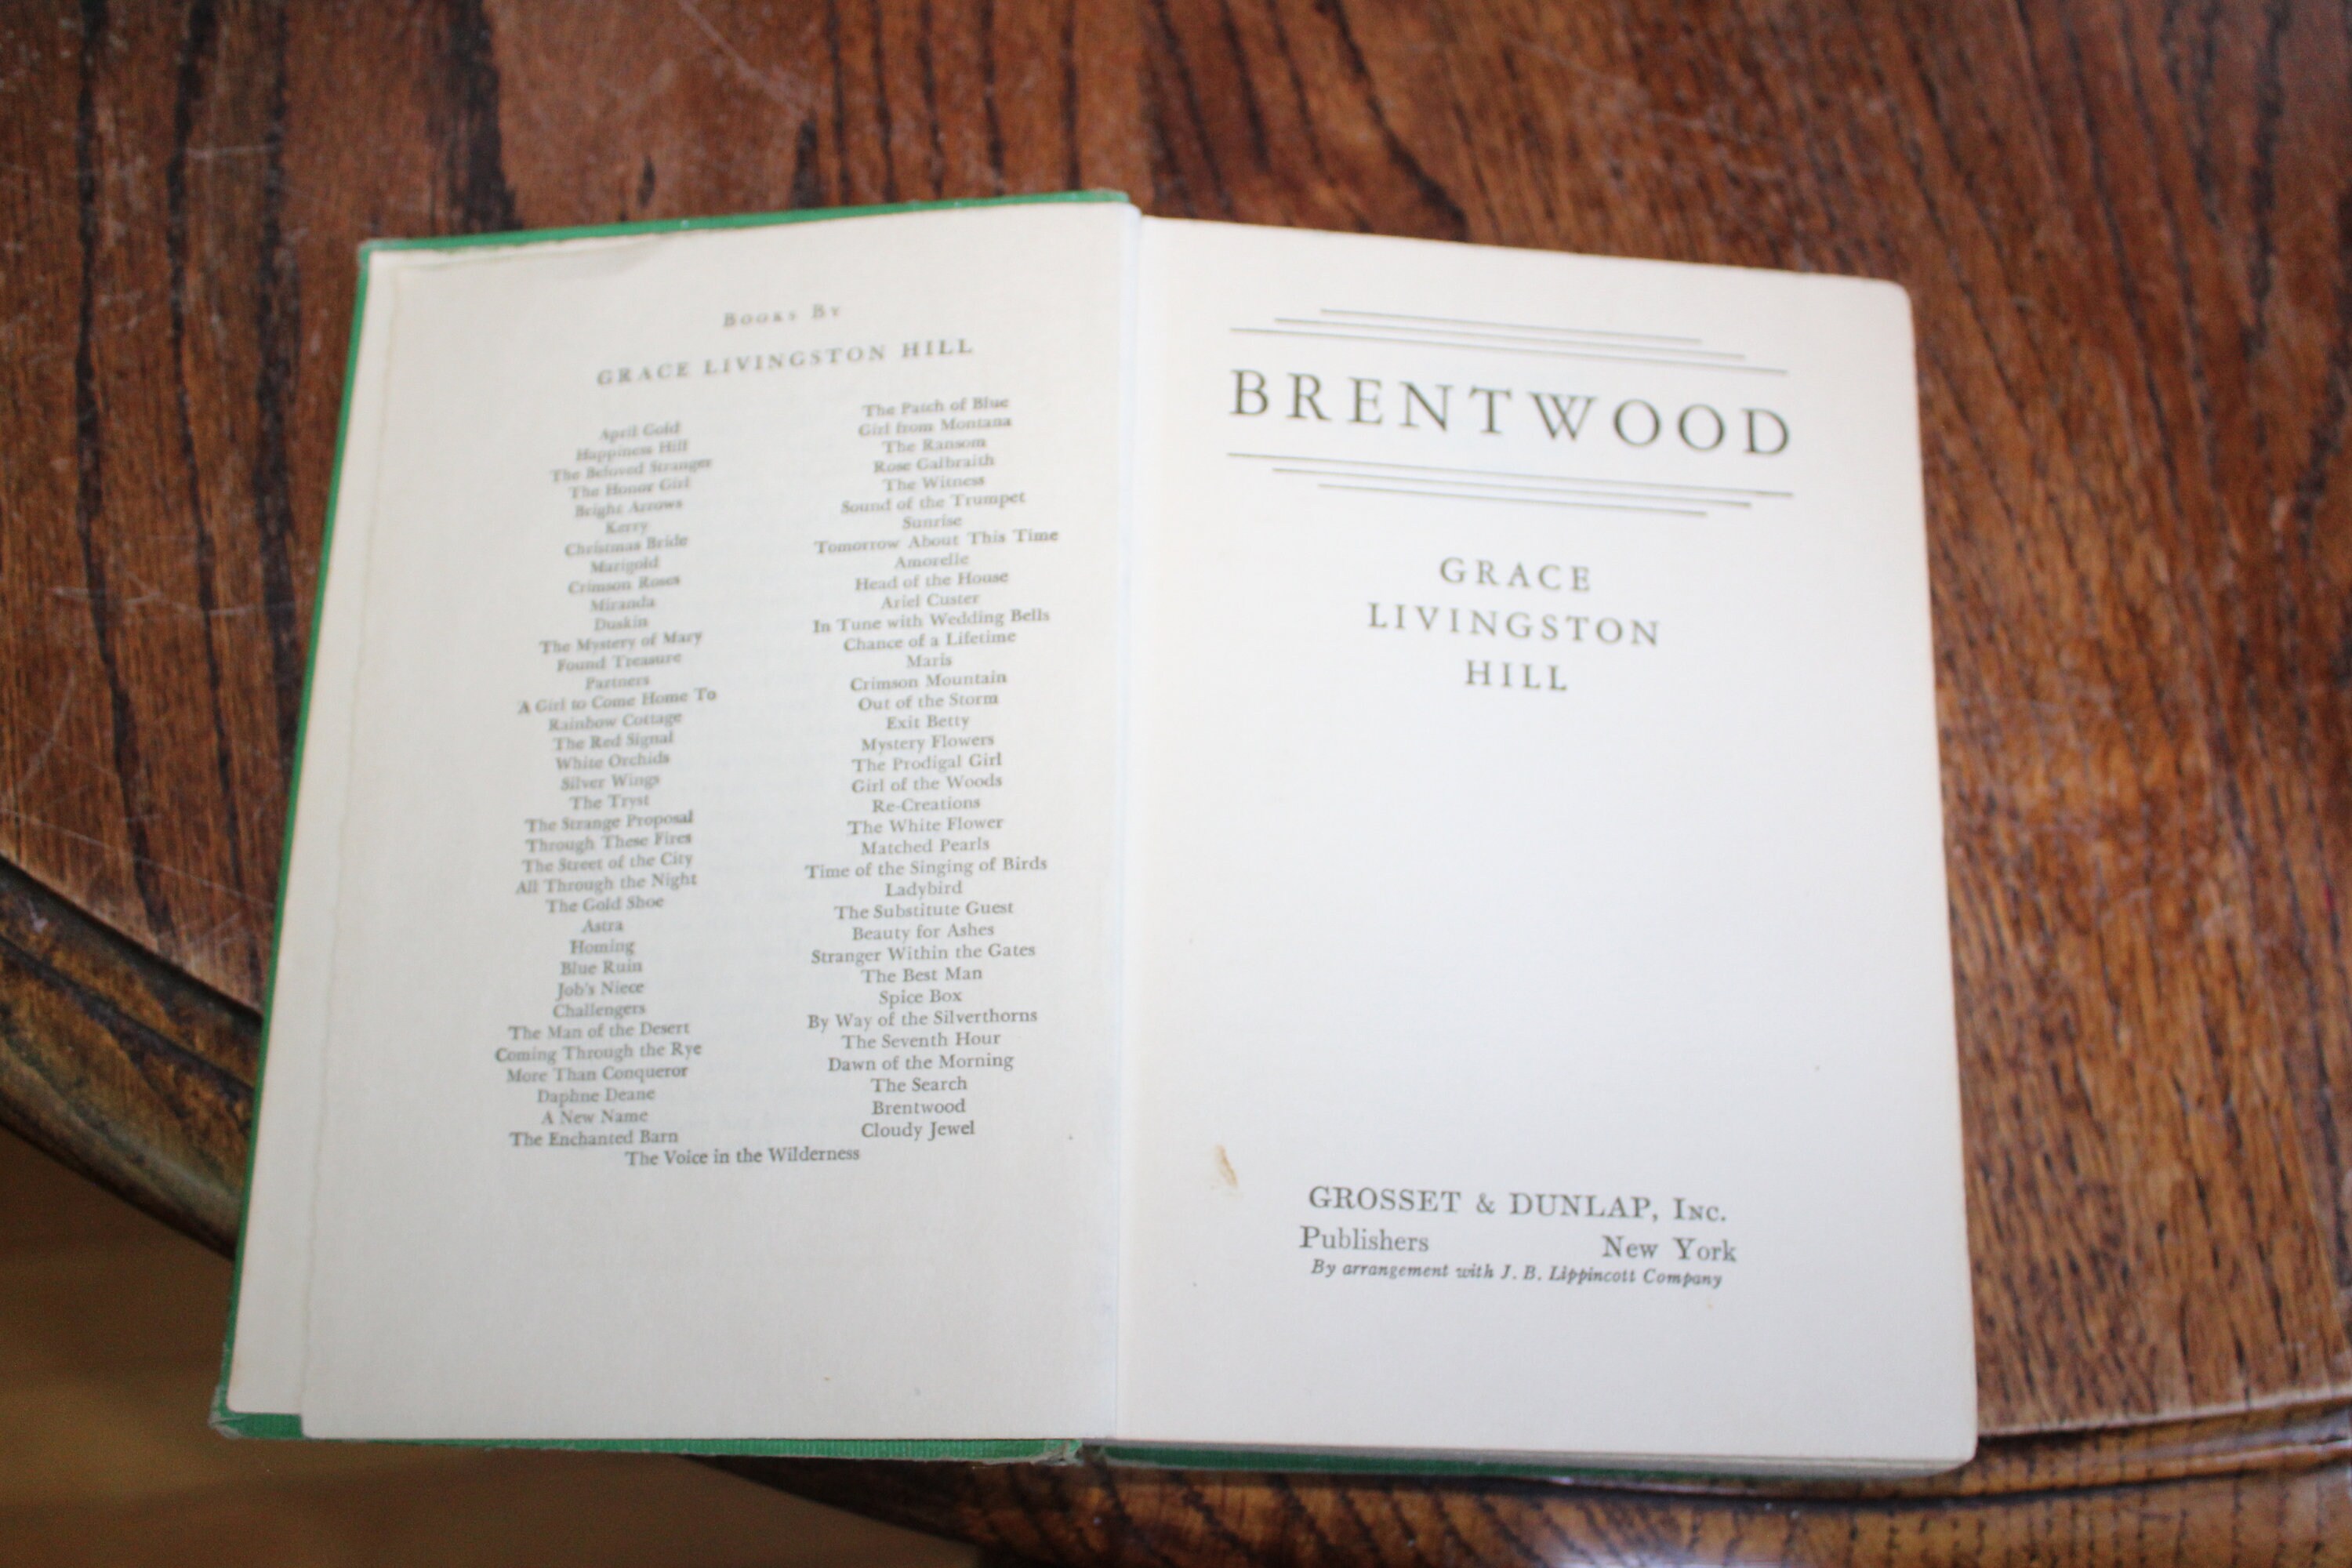 Books By
GRACE LIVINGSTON HILL
April Gold
Happiness Hill
The Beloved Stranger
The Honor Girl
Bright Arrows
Kerry
Christmas Bride
Marigold
Crimson Roses
Miranda
Duskin
The Mystery of Mary
Found Treasure
Partners
A Girl to Come Home To
Rainbow Cottage
The Red Signal
White Orchids
Silver Wings
The Tryst
The Strange Proposal
Through These Fires
The Street of the City
All Through the Night
The Gold Shoe
Astra
Homing
Blue Ruin
Job's Niece
Challengers
The Man of the Desert
Coming Through the Rye
More Than Conqueror
Daphne Deane
A New Name
The Enchanted Barn
The Patch of Blue
Girl from Montana
The Ransom
Rose Galbraith
The Witness
Sound of the Trumpet
Sunrise
Tomorrow About This Time
Amorelle
Head of the House
Ariel Custer
In Tune with Wedding Bells
Chance of a Lifetime
Maris
Crimson Mountain
Out of the Storm
Exit Betty
Mystery Flowers
The Prodigal Girl
Girl of the Woods
Re-Creations
The White Flower
Matched Pearls
Time of the Singing of Birds
Ladybird
The Substitute Guest
Beauty for Ashes
Stranger Within the Gates
The Best Man
Spice Box
By Way of the Silverthorns
The Seventh Hour
Dawn of the Morning
The Search
Brentwood
Cloudy Jewel
The Voice in the Wilderness
BRENTWOOD
GRACE
LIVINGSTON
HILL
GROSSET & DUNLAP, Inc.
Publishers New York
By arrangement with J. B. Lippincott Company